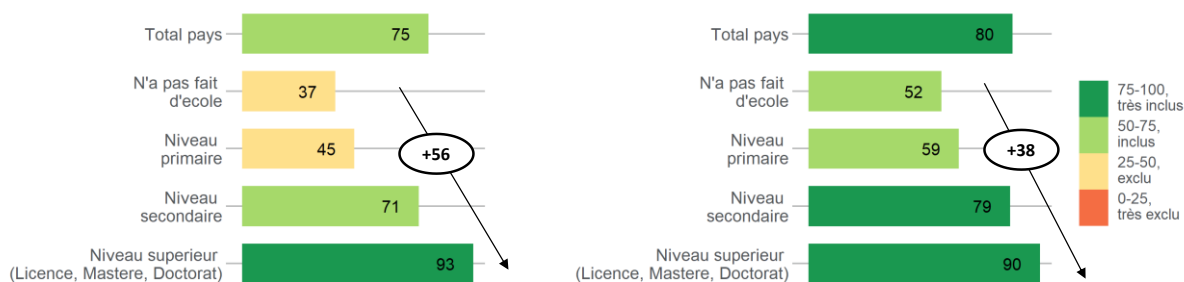 Total pays
75
N'a pas fait
d'ecole
37
Niveau
primaire
45
+56
Niveau
secondaire
71
Niveau superieur
(Licence, Mastere, Doctorat)
93
Total pays
80
N'a pas fait
d'ecole
52
Niveau
primaire
59
+38
Niveau
secondaire
79
Niveau superieur
(Licence, Mastere, Doctorat)
90
75-100,
très inclus
50-75,
inclus
25-50,
exclu
0-25,
très exclu